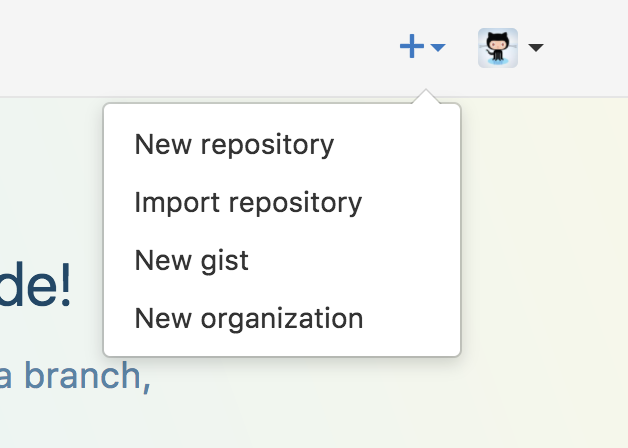 New repository
Import repository
New gist
New organization
de!
a branch,